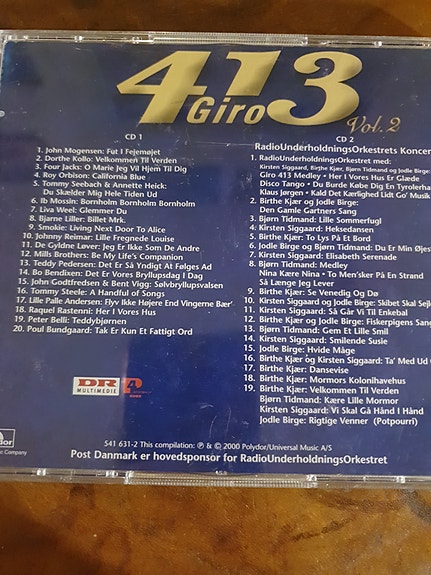 413
Giro
Vol. 2
CD 1
1. John Mogensen: Fut I Fejemøjet
2. Dorthe Kollo: Velkommen Til Verden
3. Four Jacks: O Marie Jeg Vil Hjem Til Dig
4. Roy Orbison: California Blue
5. Tommy Seebach & Annette Heick:
Du Skælder Mig Hele Tiden Ud
6. Ib Mossin: Bornholm Bornholm Bornholm
7. Liva Weel: Glemmer Du
8. Bjarne Liller: Billet Mrk.
9. Smokie: Living Next Door To Alice
10. Johnny Reimar: Lille Fregnede Louise
11. De Gyldne Løver: Jeg Er Ikke Som De Andre
12. Mills Brothers: Be My Life's Companion
13. Teddy Pedersen: Det Er Så Yndigt At Følges Ad
14. Bo Bendixen: Det Er Vores Bryllupsdag I Dag
15. John Godtfredsen & Bent Vigg: Sølvbryllupsvalsen
16. Tommy Steele: A Handful of Songs
17. Lille Palle Andersen: Flyv Ikke Højere End Vingerne Bær'
18. Raquel Rastenni: Her I Vores Hus
19. Peter Belli: Teddybjørnen
20. Poul Bundgaard: Tak Er Kun Et Fattigt Ord
CD 2
RadioUnderholdningsOrkestrets Koncer
1. RadioUnderholdningsOrkestret med:
Kirsten Siggaard, Birthe Kjær, Bjørn Tidmand og Jodle Birge:
Giro 413 Medley • Her I Vores Hus Er Glæde
Disco Tango • Du Burde Købe Dig En Tyrolerha
Klaus Jørgen • Kald Det Kærlighed Lidt Go' Musik
2. Birthe Kjær og Jodle Birge:
Den Gamle Gartners Sang
3. Bjørn Tidmand: Lille Sommerfugl
4. Kirsten Siggaard: Heksedansen
5. Birthe Kjær: To Lys På Et Bord
6. Jodle Birge og Bjørn Tidmand: Du Er Min Øjest
7. Kirsten Siggaard: Elisabeth Serenade
8. Bjørn Tidmand: Medley
Nina Kære Nina • To Men'sker På En Strand
Så Længe Jeg Lever
9. Birthe Kjær: Se Venedig Og Dø
10. Kirsten Siggaard og Jodle Birge: Skibet Skal Sejl
11. Kirsten Siggaard: Så Går Vi Til Enkebal
12. Birthe Kjær og Jodle Birge: Fiskerpigens Sang
13. Bjørn Tidmand: Gem Et Lille Smil
14. Kirsten Siggaard: Smilende Susie
15. Jodle Birge: Hvide Måge
16. Birthe Kjær og Kirsten Siggaard: Ta' Med Ud
17. Birthe Kjær: Dansevise
18. Birthe Kjær: Mormors Kolonihavehus
19. Birthe Kjær: Velkommen Til Verden
Bjørn Tidmand: Kære Lille Mormor
Kirsten Siggaard: Vi Skal Gå Hånd I Hånd
Jodle Birge: Rigtige Venner (Potpourri)
DR
MULTIMEDIE
4
Company
541 631-2 This compilation: ℗ & © 2000 Polydor/Universal Music A/S
Post Danmark er hovedsponsor for RadioUnderholdningsOrkestret